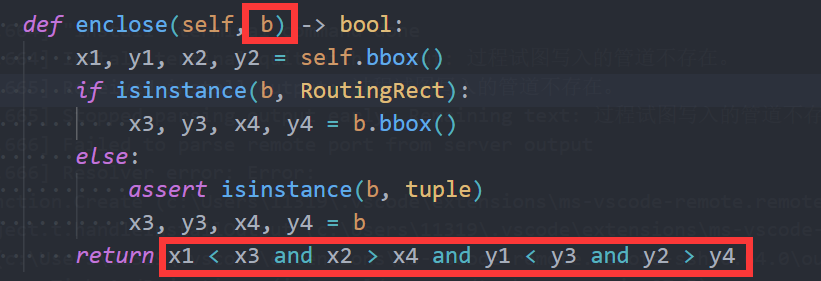 def enclose(self, b) -> bool:
x1, y1, x2, y2 = self.bbox()
if isinstance(b, RoutingRect):
x3, y3, x4, y4 = b.bbox()
else:
assert isinstance(b, tuple)
x3, y3, x4, y4 = b
return x1 < x3 and x2 > x4 and y1 < y3 and y2 > y4